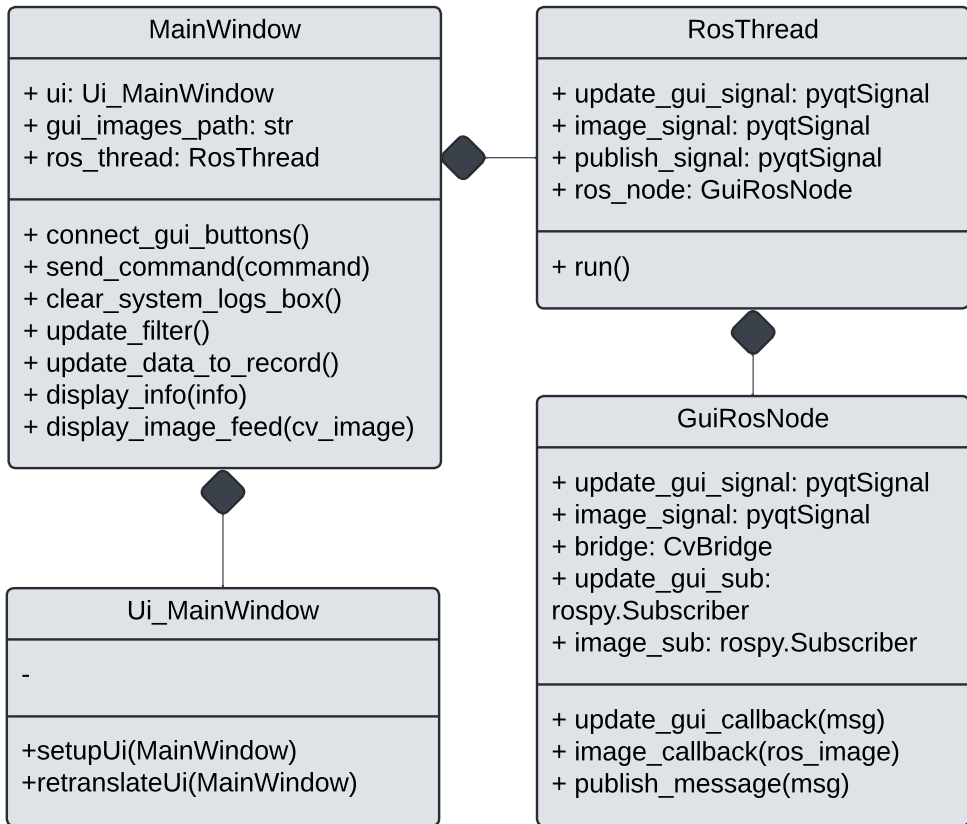 MainWindow
+ ui: Ui_MainWindow
+ gui_images_path: str
+ ros_thread: RosThread
+ connect_gui_buttons()
+ send_command(command)
+ clear_system_logs_box()
+ update_filter()
+ update_data_to_record()
+ display_info(info)
+ display_image_feed(cv_image)
RosThread
+ update_gui_signal: pyqtSignal
+ image_signal: pyqtSignal
+ publish_signal: pyqtSignal
+ ros_node: GuiRosNode
+ run()
Ui_MainWindow
-
+setupUi(MainWindow)
+retranslateUi(MainWindow)
GuiRosNode
+ update_gui_signal: pyqtSignal
+ image_signal: pyqtSignal
+ bridge: CvBridge
+ update_gui_sub:
rospy.Subscriber
+ image_sub: rospy.Subscriber
+ update_gui_callback(msg)
+ image_callback(ros_image)
+ publish_message(msg)